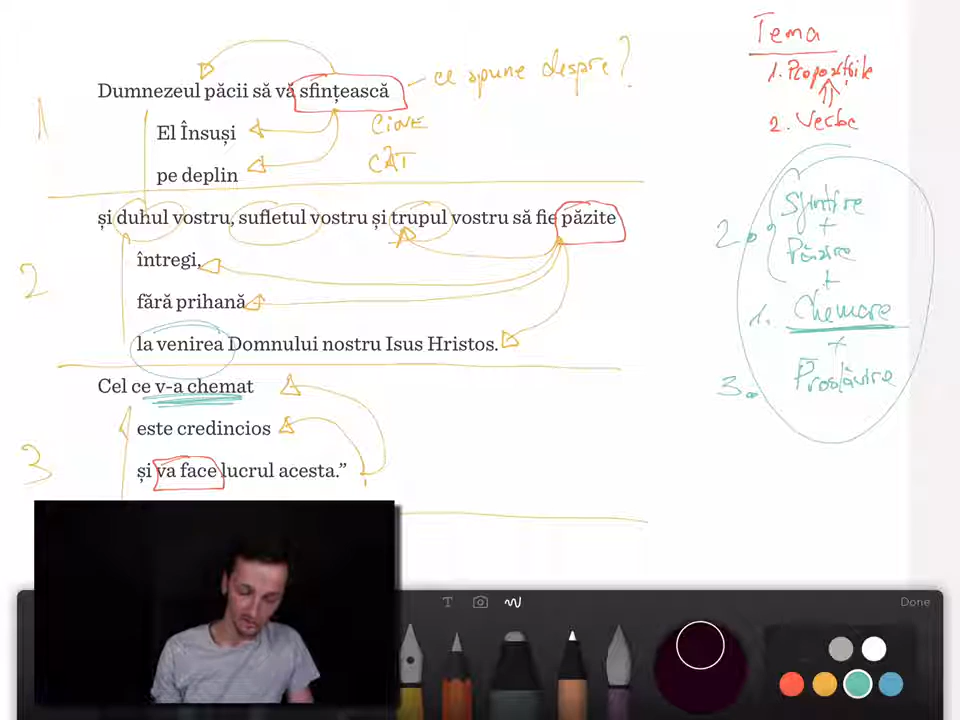 Tema
1. Propozițiile
2. Verbe
Dumnezeul păcii să vă sfințească
ce spune despre?
1
El Însuși
CINE
pe deplin
CÂT
și duhul vostru, sufletul vostru și trupul vostru să fie păzite
2
întregi,
fără prihană
la venirea Domnului nostru Isus Hristos.
Cel ce v-a chemat
este credincios
3
și va face lucrul acesta.”
2.
Sfințire
+
Păzire
+
1. Chemare
+
3. Proslăvire
T
Done